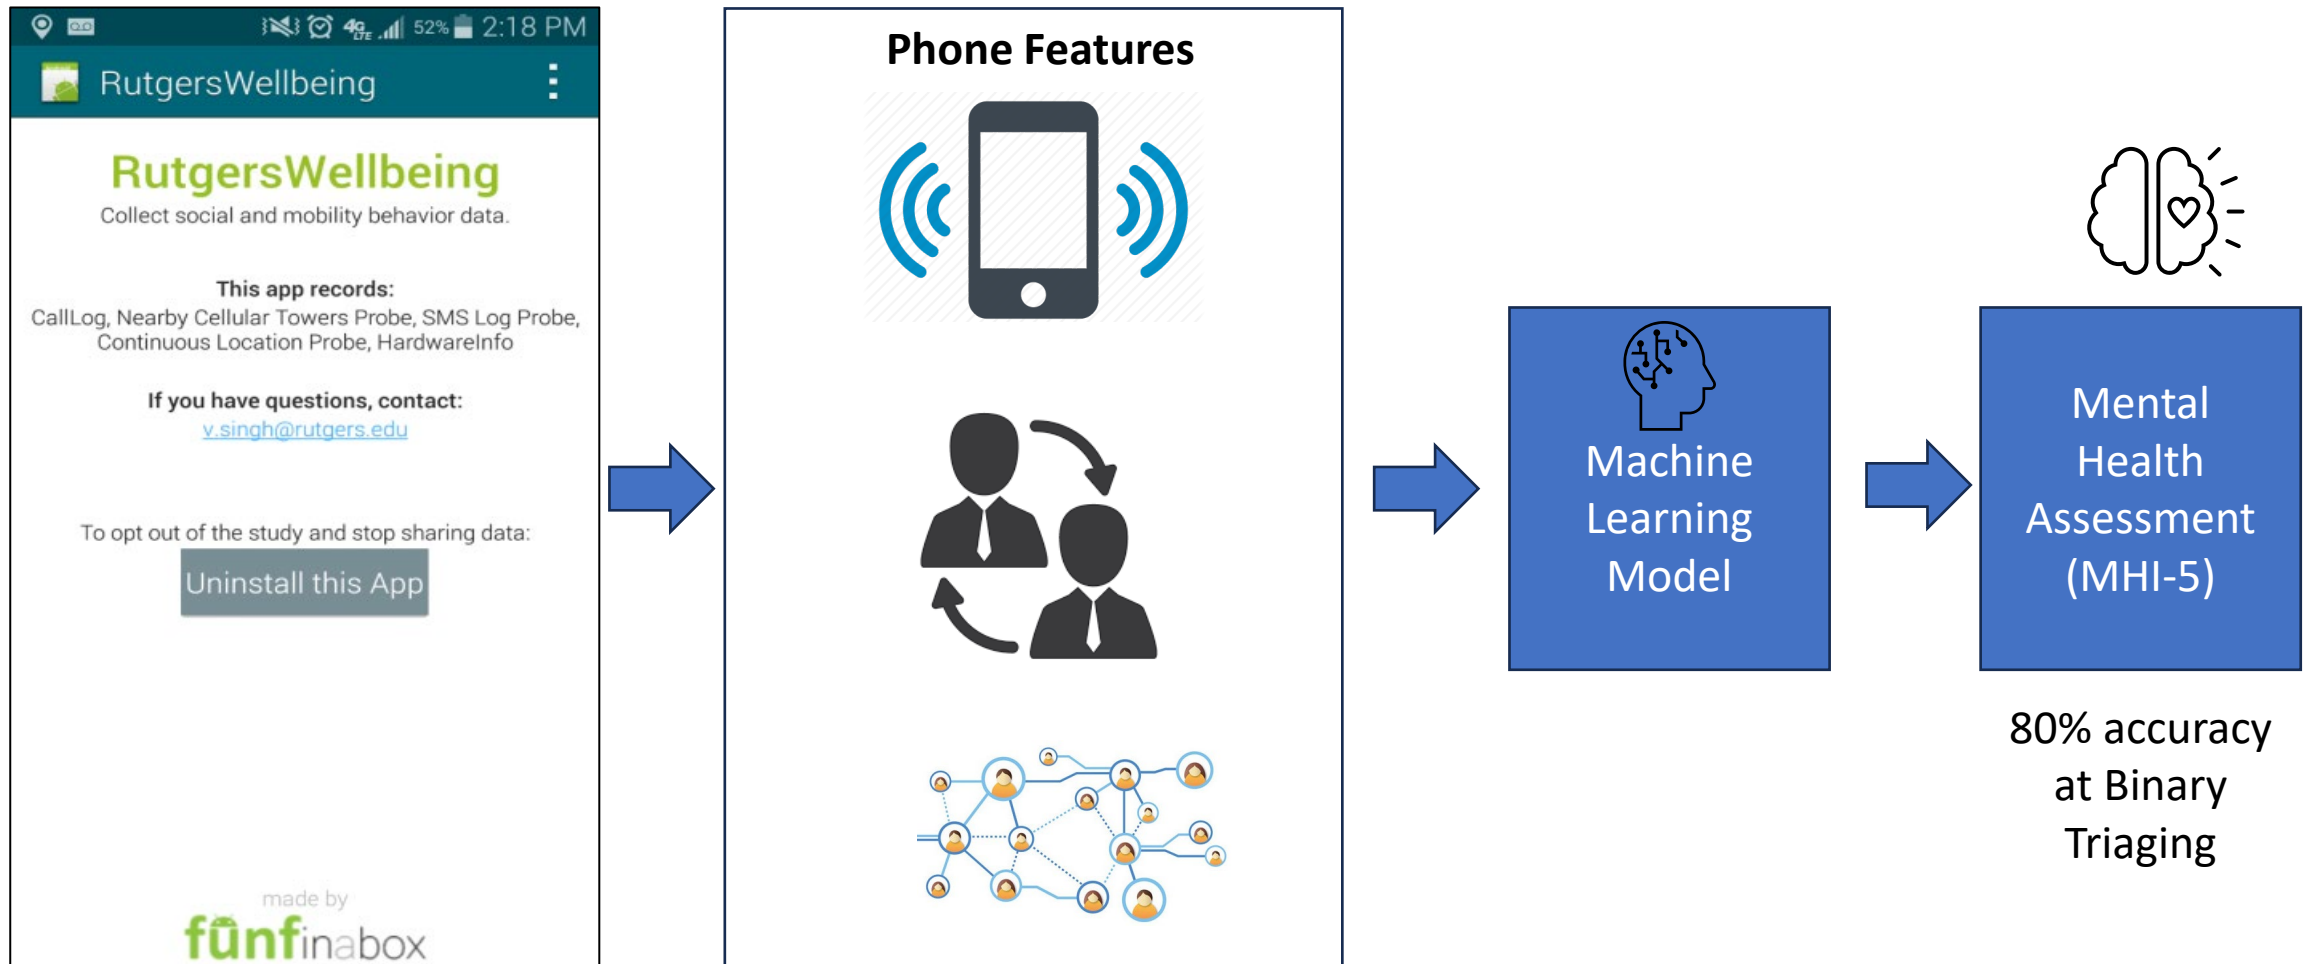 4G LTE 52% 2:18 PM
RutgersWellbeing
RutgersWellbeing
Collect social and mobility behavior data.
This app records:
CallLog, Nearby Cellular Towers Probe, SMS Log Probe,
Continuous Location Probe, HardwareInfo
If you have questions, contact:
v.singh@rutgers.edu
To opt out of the study and stop sharing data:
Uninstall this App
made by
fünfinabox
Phone Features
Machine
Learning
Model
Mental
Health
Assessment
(MHI-5)
80% accuracy
at Binary
Triaging